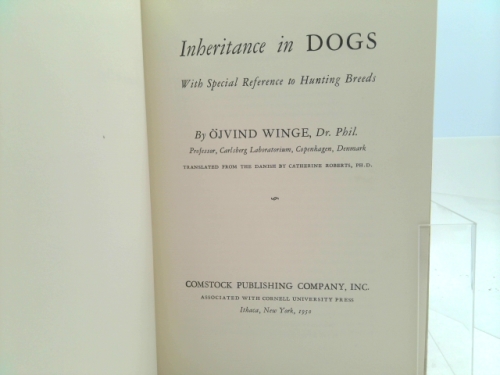 Inheritance in DOGS
With Special Reference to Hunting Breeds
By ÖJVIND WINGE, Dr. Phil.
Professor, Carlsberg Laboratorium, Copenhagen, Denmark
TRANSLATED FROM THE DANISH BY CATHERINE ROBERTS, PH.D.
COMSTOCK PUBLISHING COMPANY, INC.
ASSOCIATED WITH CORNELL UNIVERSITY PRESS
Ithaca, New York, 1950